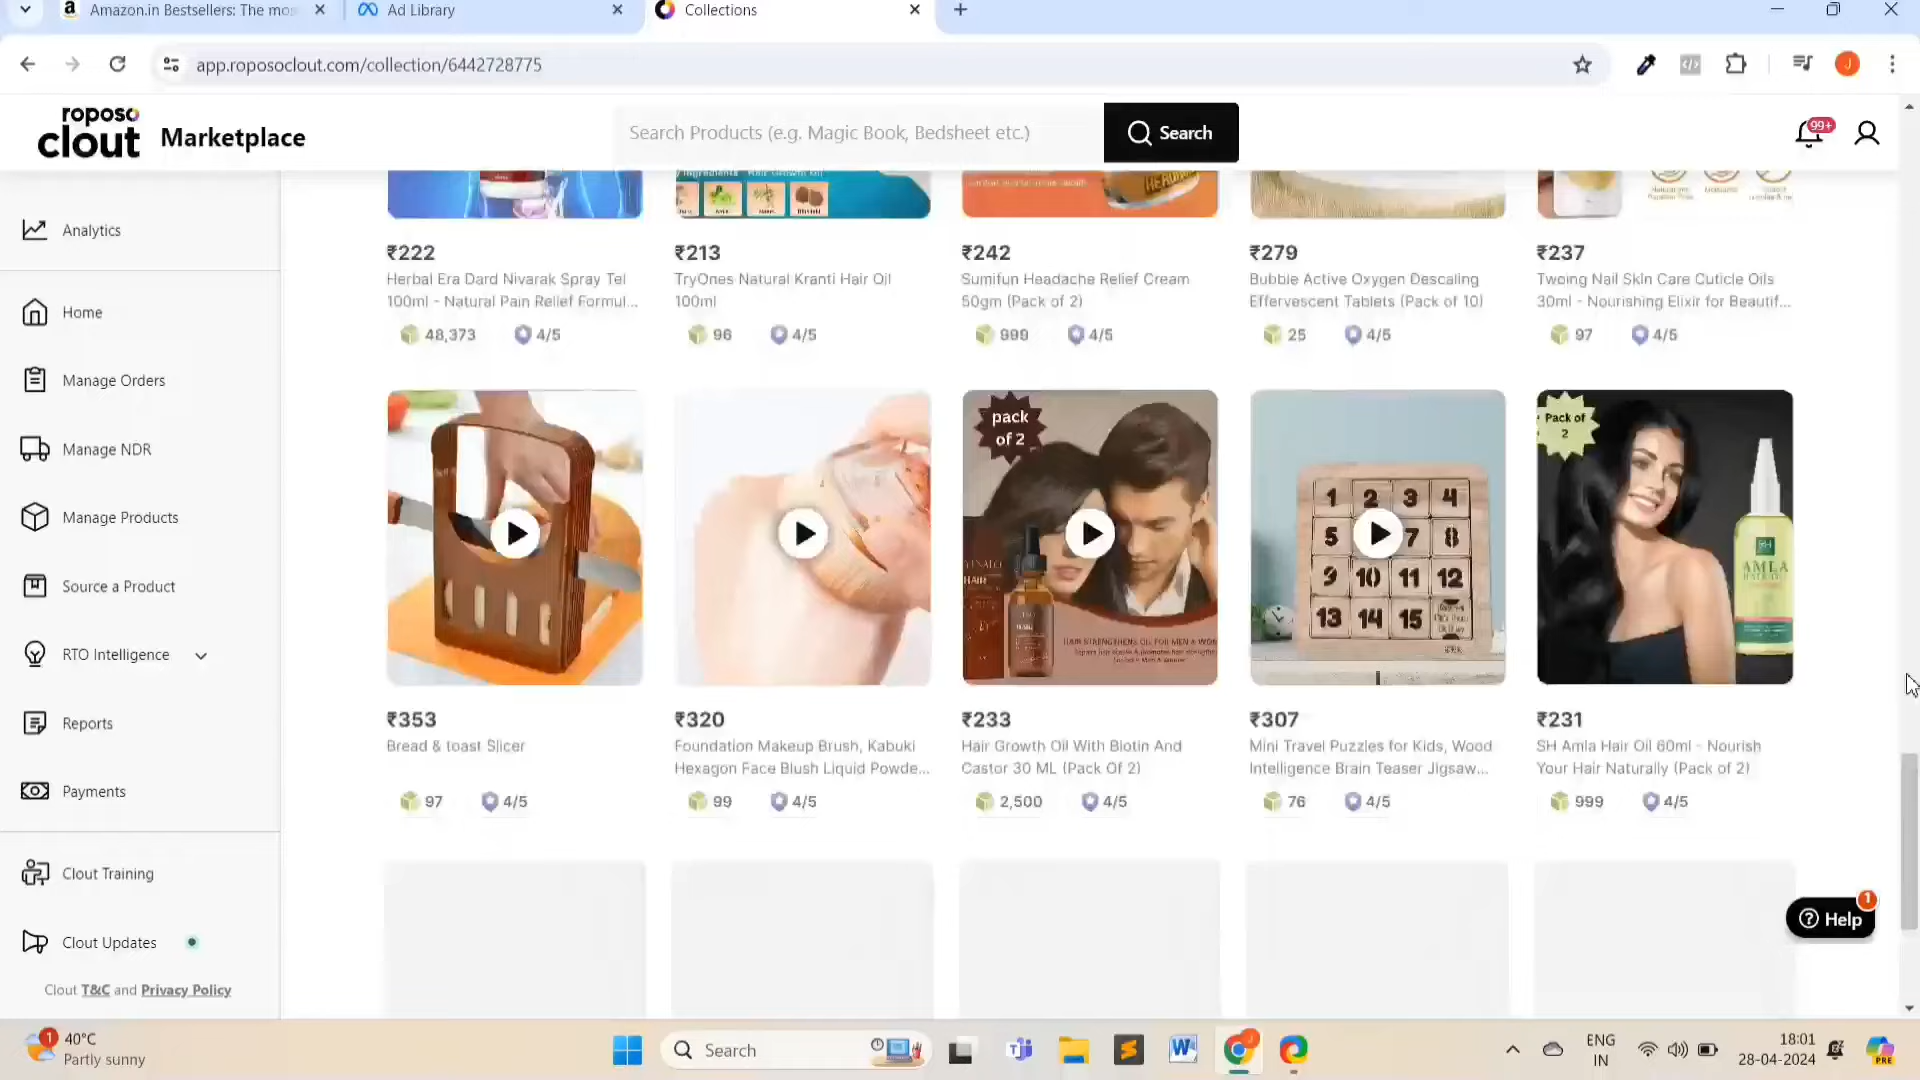 Amazon.in Bestsellers: The mos
Ad Library
Collections
app.roposoclout.com/collection/6442728775
roposo
clout
Marketplace
Search Products (e.g. Magic Book, Bedsheet etc.)
Search
99+
Analytics
Home
Manage Orders
Manage NDR
Manage Products
Source a Product
RTO Intelligence
Reports
Payments
Clout Training
Clout Updates
Clout T&C and Privacy Policy
₹222
Herbal Era Dard Nivarak Spray Tel
100ml - Natural Pain Relief Formul...
48,373 4/5
₹213
TryOnes Natural Kranti Hair Oil
100ml
96 4/5
₹242
Sumifun Headache Relief Cream
50gm (Pack of 2)
999 4/5
₹279
Bubble Active Oxygen Descaling
Effervescent Tablets (Pack of 10)
25 4/5
₹237
Twoing Nail Skin Care Cuticle Oils
30ml - Nourishing Elixir for Beautif...
97 4/5
pack
of 2
HAIR
HAIR STRENGTHENS OIL FOR MEN & WOM
1 2 3 4
5 7 8
9 10 11 12
13 14 15
Pack of
2
AMLA
₹353
Bread & toast Slicer
97 4/5
₹320
Foundation Makeup Brush, Kabuki
Hexagon Face Blush Liquid Powde...
99 4/5
₹233
Hair Growth Oil With Biotin And
Castor 30 ML (Pack Of 2)
2,500 4/5
₹307
Mini Travel Puzzles for Kids, Wood
Intelligence Brain Teaser Jigsaw...
76 4/5
₹231
SH Amla Hair Oil 60ml - Nourish
Your Hair Naturally (Pack of 2)
999 4/5
Help
1
1
40°C
Partly sunny
Search
ENG
IN
18:01
28-04-2024
PRE